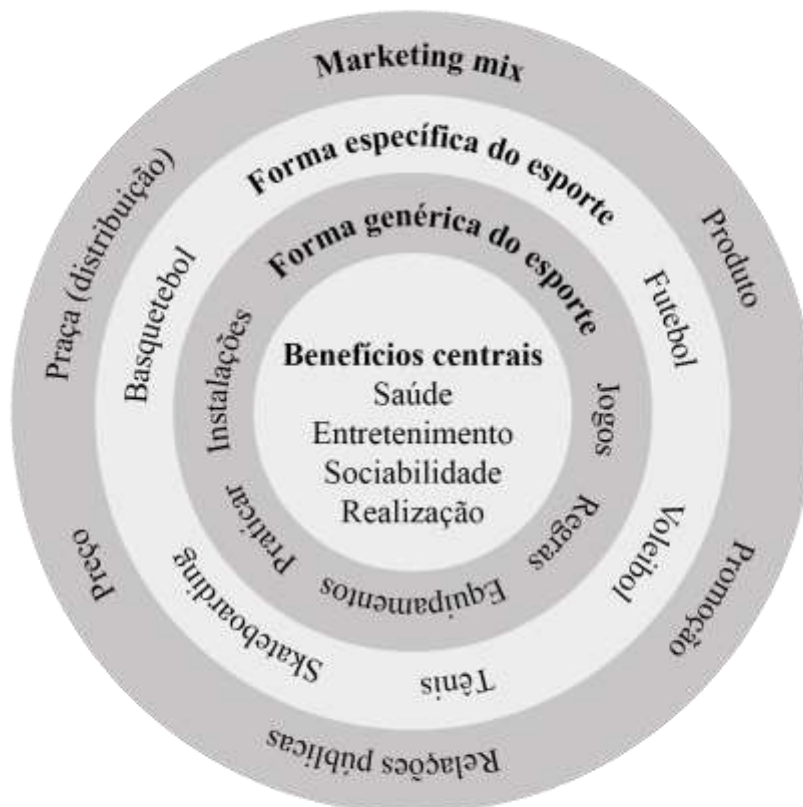 Marketing mix
Produto
Promoção
Relações públicas
Preço
Praça (distribuição)
Forma específica do esporte
Futebol
Voleibol
Tênis
Skateboarding
Basquetebol
Forma genérica do esporte
Jogos
Regras
Equipamentos
Praticar
Instalações
Benefícios centrais
Saúde
Entretenimento
Sociabilidade
Realização